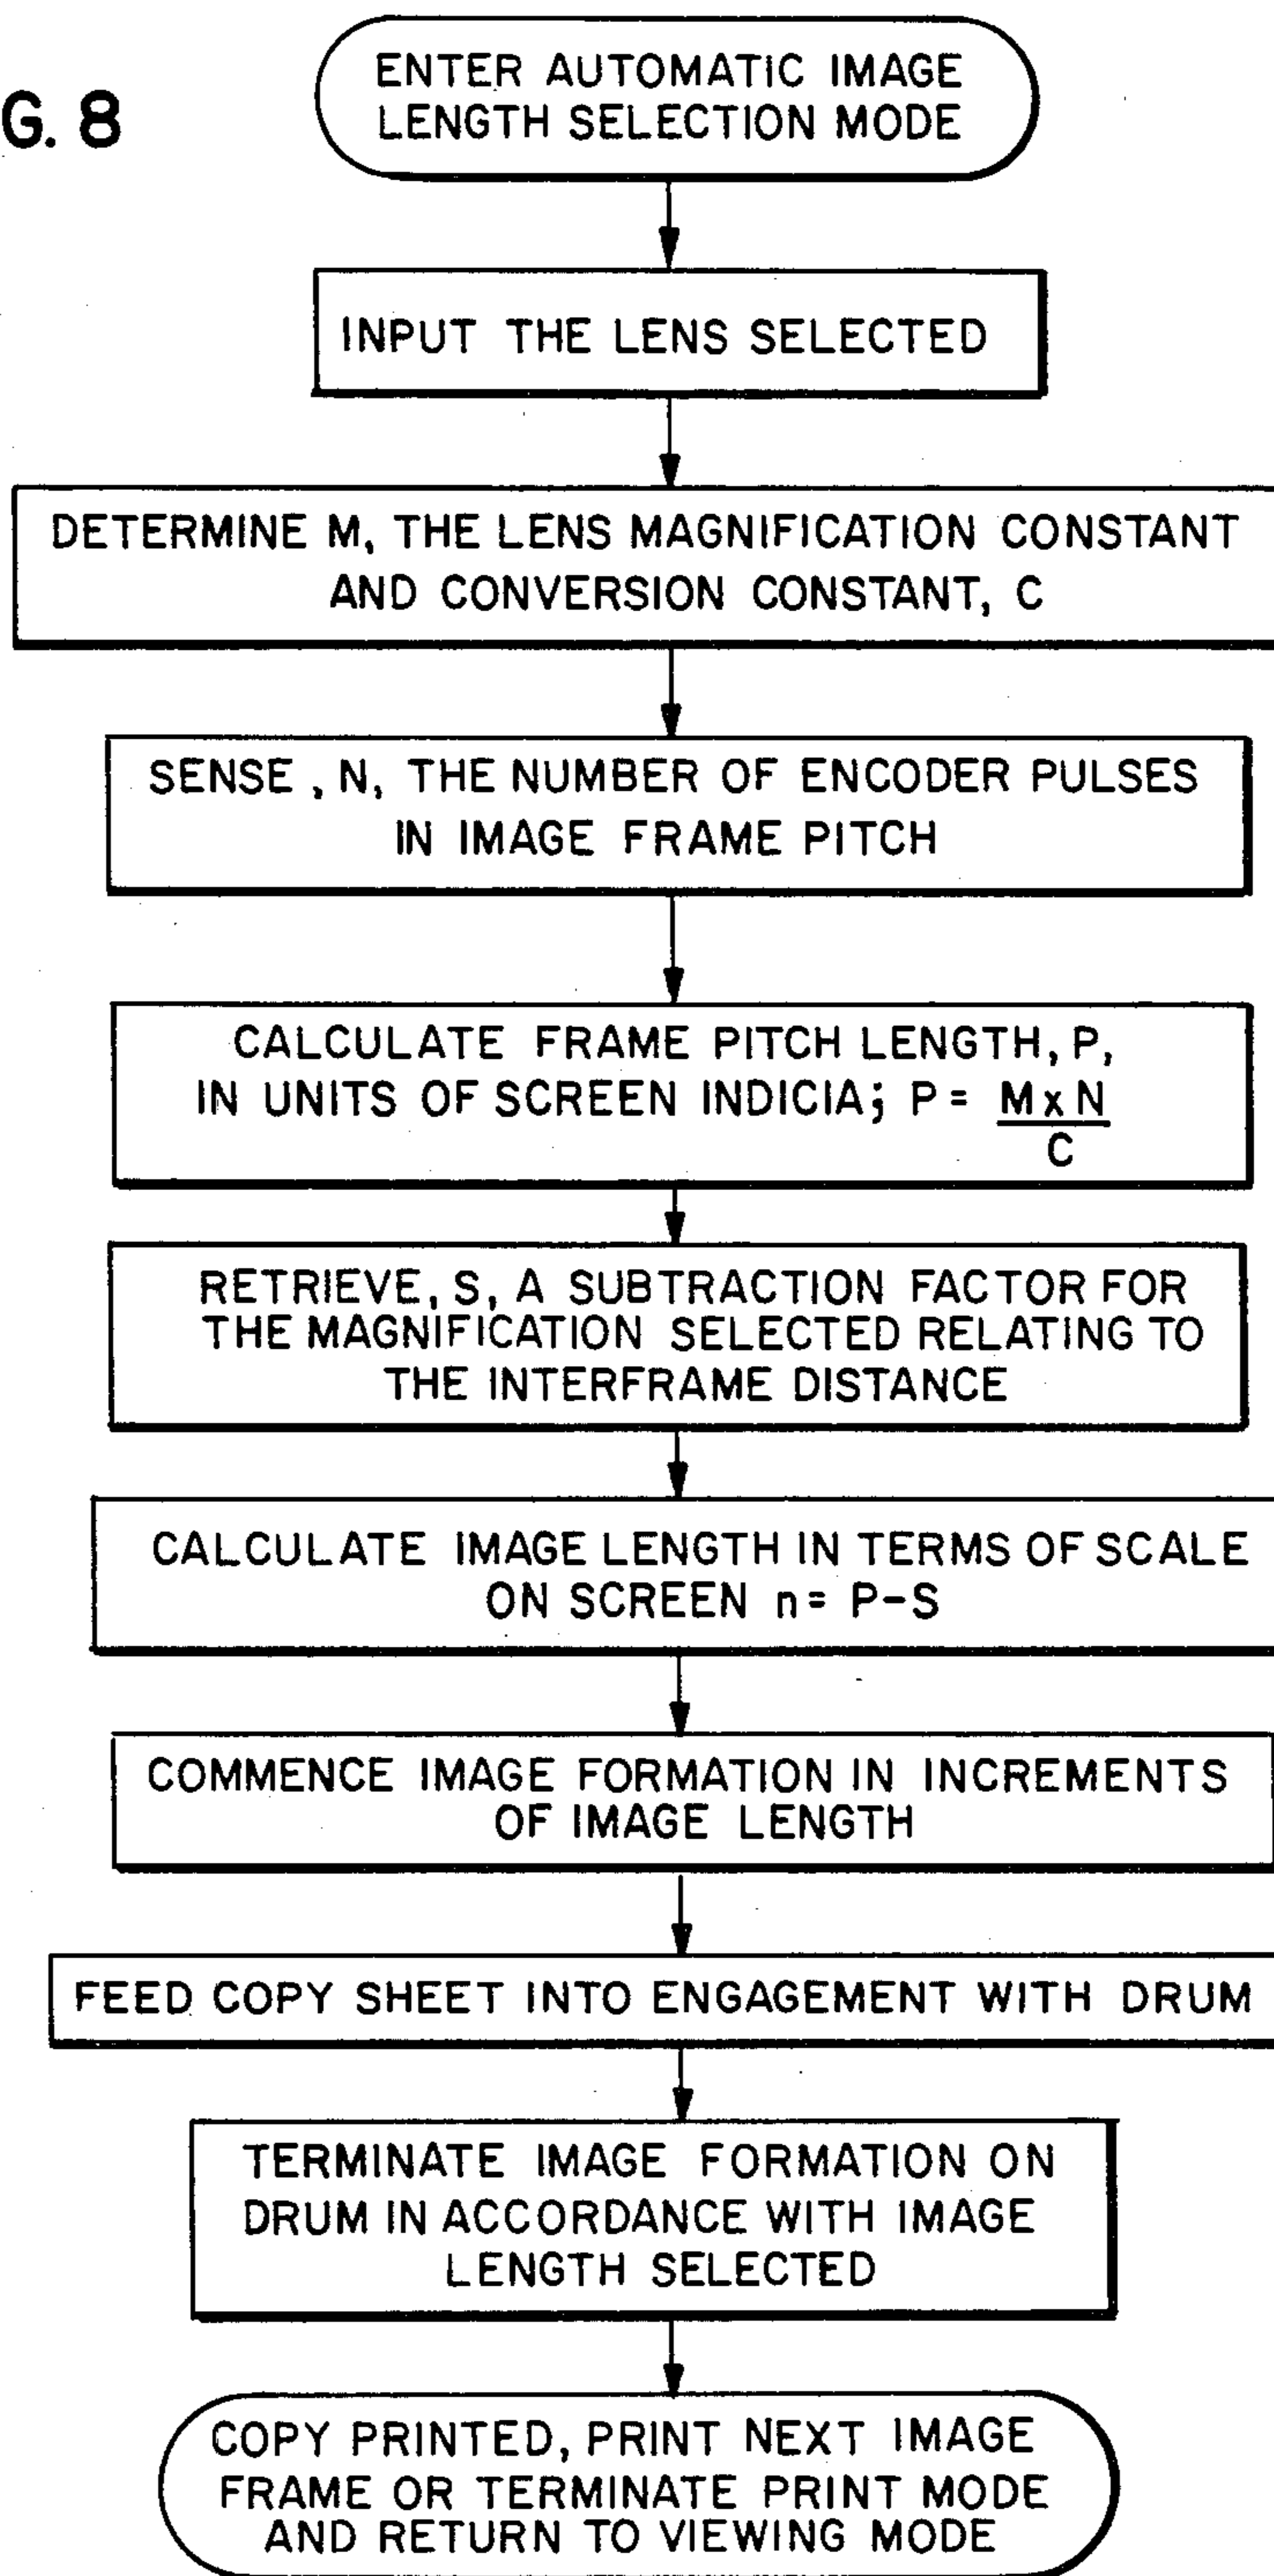 G. 8
ENTER AUTOMATIC IMAGE
LENGTH SELECTION MODE
INPUT THE LENS SELECTED
DETERMINE M, THE LENS MAGNIFICATION CONSTANT
AND CONVERSION CONSTANT, C
SENSE , N, THE NUMBER OF ENCODER PULSES
IN IMAGE FRAME PITCH
CALCULATE FRAME PITCH LENGTH, P,
IN UNITS OF SCREEN INDICIA; P = M x N
C
RETRIEVE, S, A SUBTRACTION FACTOR FOR
THE MAGNIFICATION SELECTED RELATING TO
THE INTERFRAME DISTANCE
CALCULATE IMAGE LENGTH IN TERMS OF SCALE
ON SCREEN n = P-S
COMMENCE IMAGE FORMATION IN INCREMENTS
OF IMAGE LENGTH
FEED COPY SHEET INTO ENGAGEMENT WITH DRUM
TERMINATE IMAGE FORMATION ON
DRUM IN ACCORDANCE WITH IMAGE
LENGTH SELECTED
COPY PRINTED, PRINT NEXT IMAGE
FRAME OR TERMINATE PRINT MODE
AND RETURN TO VIEWING MODE